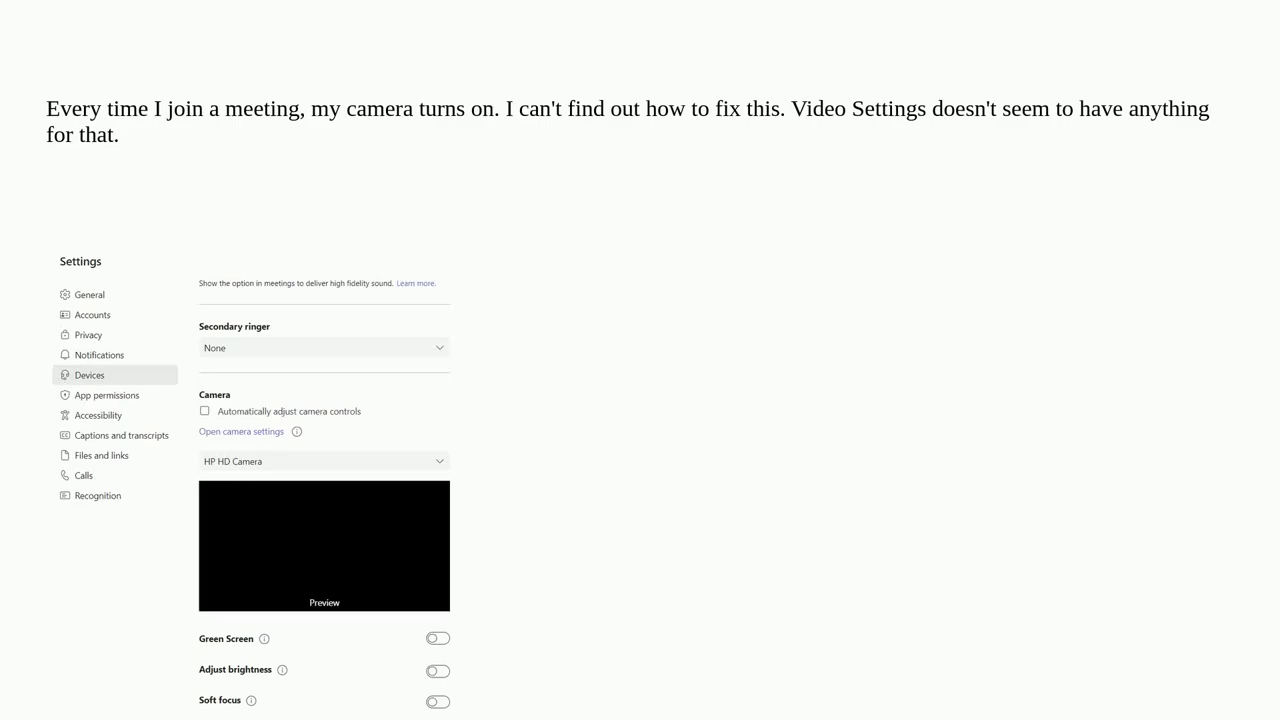 Every time I join a meeting, my camera turns on. I can't find out how to fix this. Video Settings doesn't seem to have anything
for that.
Settings
General
Accounts
Privacy
Notifications
Devices
App permissions
Accessibility
Captions and transcripts
Files and links
Calls
Recognition
Show the option in meetings to deliver high fidelity sound. Learn more.
Secondary ringer
None
Camera
Automatically adjust camera controls
Open camera settings
HP HD Camera
Preview
Green Screen
Adjust brightness
Soft focus